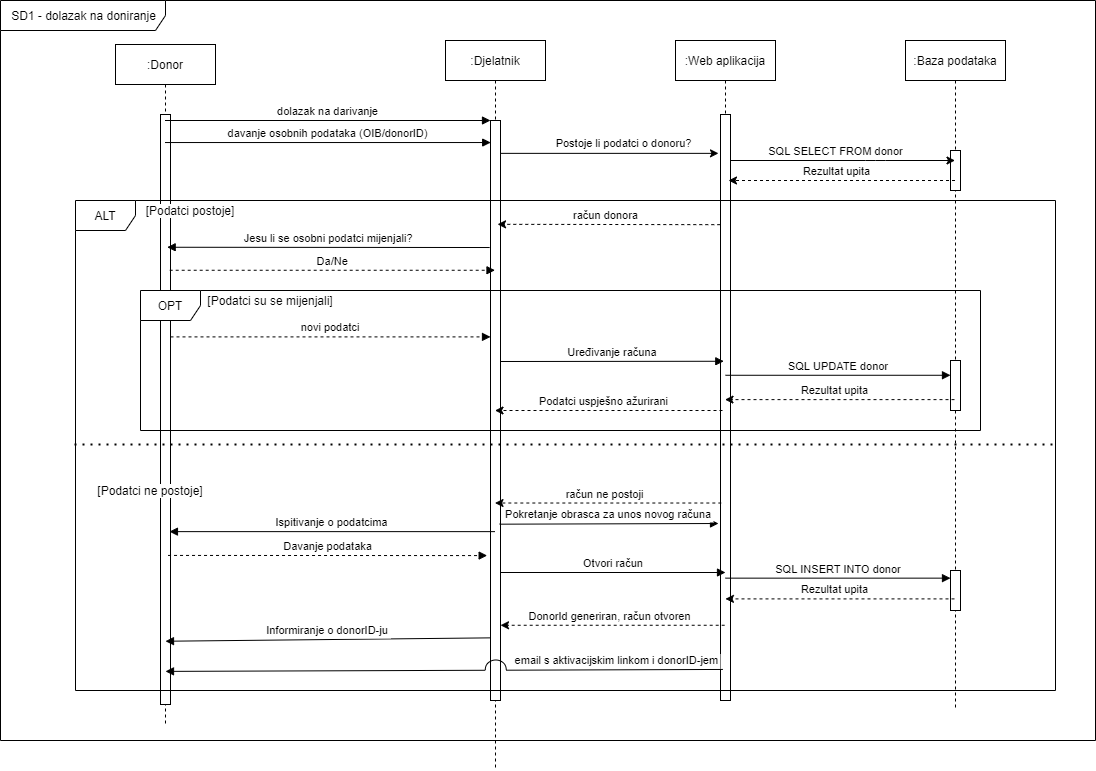 SD1 - dolazak na doniranje
:Donor
:Djelatnik
:Web aplikacija
:Baza podataka
dolazak na darivanje
davanje osobnih podataka (OIB/donorID)
Postoje li podatci o donoru?
SQL SELECT FROM donor
Rezultat upita
ALT
[Podatci postoje]
račun donora
Jesu li se osobni podatci mijenjali?
Da/Ne
OPT
[Podatci su se mijenjali]
novi podatci
Uređivanje računa
SQL UPDATE donor
Rezultat upita
Podatci uspješno ažurirani
[Podatci ne postoje]
račun ne postoji
Pokretanje obrasca za unos novog računa
Ispitivanje o podatcima
Davanje podataka
Otvori račun
SQL INSERT INTO donor
Rezultat upita
DonorId generiran, račun otvoren
Informiranje o donorID-ju
email s aktivacijskim linkom i donorID-jem